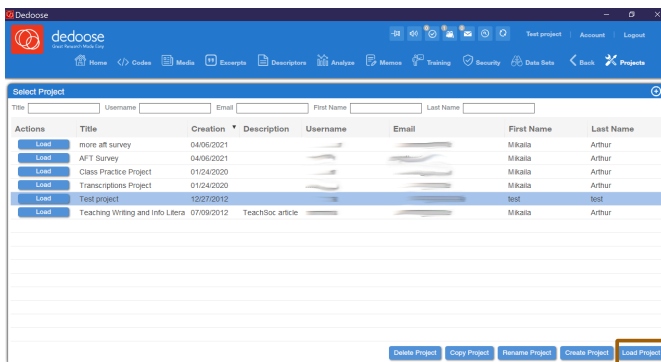 Dedoose
dedoose
Great Research Made Easy
Test project | Account | Logout
Home </> Codes Media Excerpts Descriptors Analyze Memos Training Security Data Sets Back Projects
Select Project
Title Username Email First Name Last Name
Actions Title Creation ▼ Description Username Email First Name Last Name
Load more aft survey 04/06/2021 Mikaila Arthur
Load AFT Survey 04/06/2021 Mikaila Arthur
Load Class Practice Project 01/24/2020 Mikaila Arthur
Load Transcriptions Project 01/24/2020 Mikaila Arthur
Load Test project 12/27/2012 test test
Load Teaching Writing and Info Litera 07/09/2012 TeachSoc article Mikaila Arthur
Delete Project Copy Project Rename Project Create Project Load Project